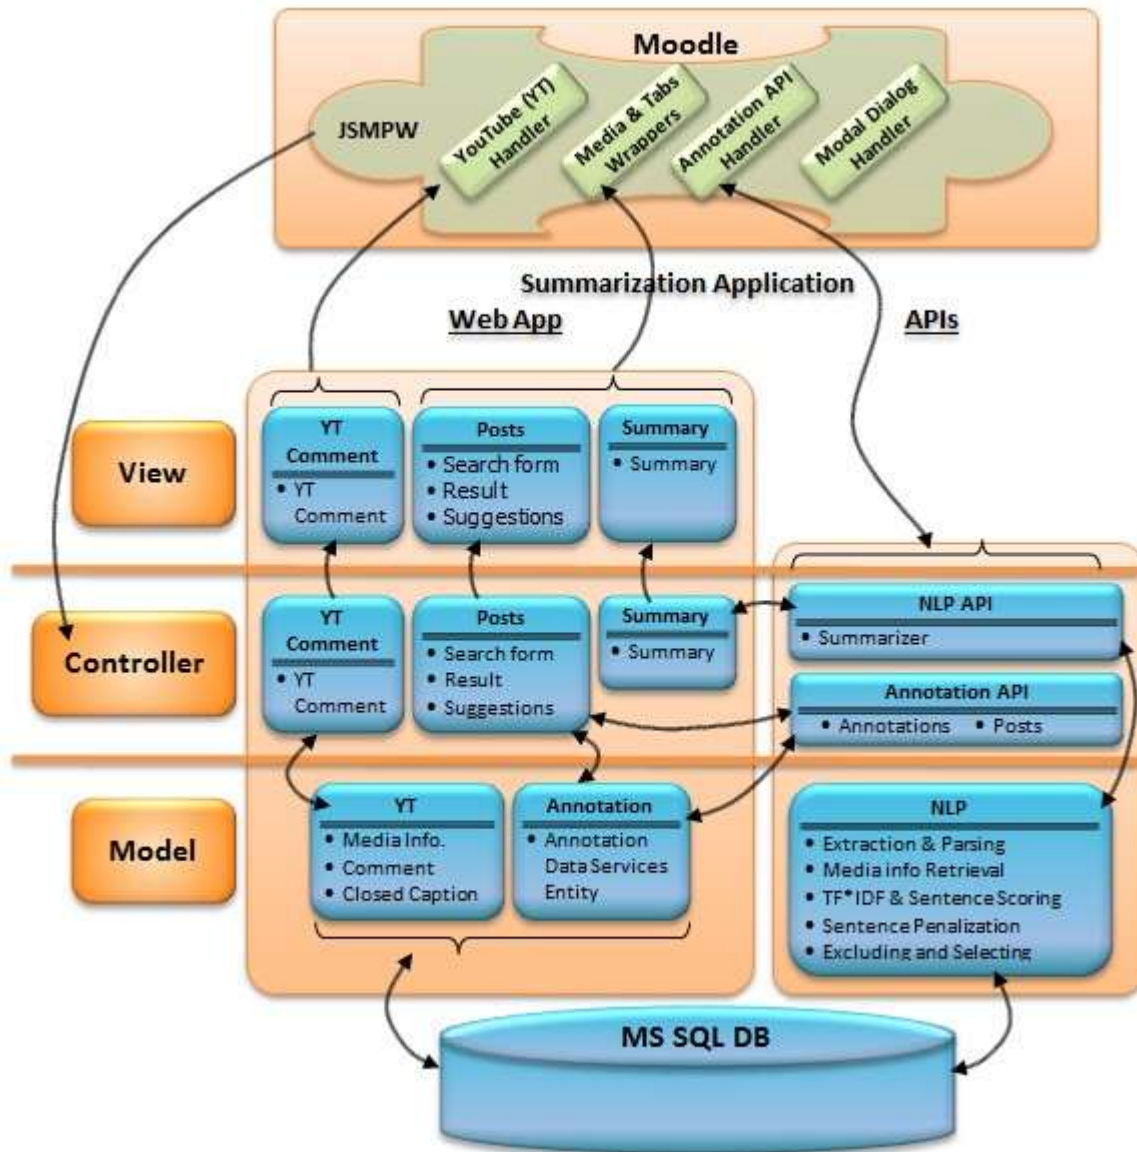 Moodle
JSMPW
YouTube (YT)
Handler
Media & Tabs
Wrappers
Annotation API
Handler
Modal Dialog
Handler
Summarization Application
Web App
APIs
View
YT
Comment
• YT
Comment
Posts
• Search form
• Result
• Suggestions
Summary
• Summary
Controller
YT
Comment
• YT
Comment
Posts
• Search form
• Result
• Suggestions
Summary
• Summary
NLP API
• Summarizer
Annotation API
• Annotations • Posts
Model
YT
• Media Info.
• Comment
• Closed Caption
Annotation
• Annotation
Data Services
Entity
NLP
• Extraction & Parsing
• Media info Retrieval
• TF*IDF & Sentence Scoring
• Sentence Penalization
• Excluding and Selecting
MS SQL DB